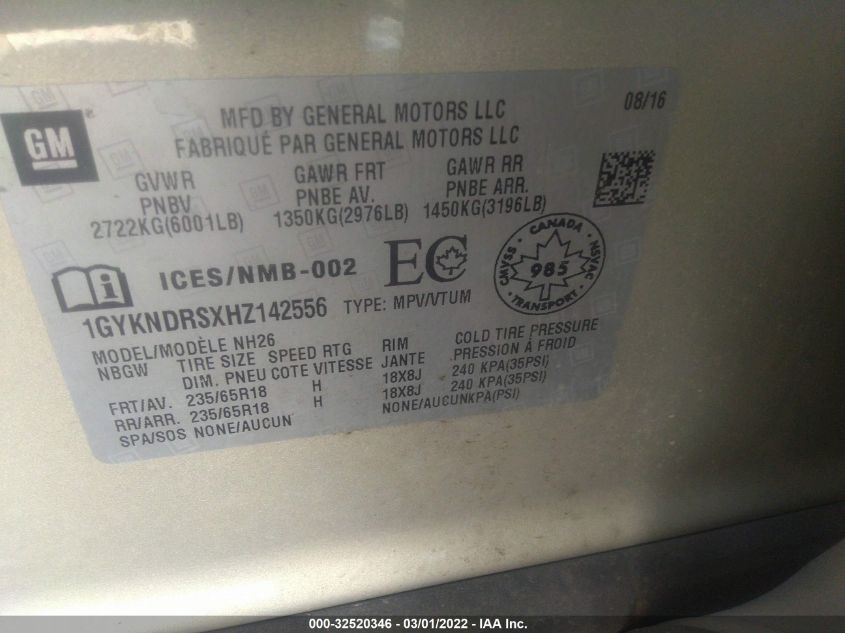 GM
MFD BY GENERAL MOTORS LLC
08/16
FABRIQUÉ PAR GENERAL MOTORS LLC
GVWR GAWR FRT GAWR RR
PNBV PNBE AV. PNBE ARR.
2722KG(6001LB) 1350KG(2976LB) 1450KG(3196LB)
ICES/NMB-002 EC
CANADA
CMVSS 985 NSVAC
TRANSPORT
1GYKNDRSXHZ142556 TYPE: MPV/VTUM
MODEL/MODÈLE NH26
NBGW TIRE SIZE SPEED RTG RIM COLD TIRE PRESSURE
DIM. PNEU COTE VITESSE JANTE PRESSION À FROID
FRT/AV. 235/65R18 H 18X8J 240 KPA(35PSI)
RR/ARR. 235/65R18 H 18X8J 240 KPA(35PSI)
SPA/SOS NONE/AUCUN NONE/AUCUNKPA(PSI)
000-32520346 - 03/01/2022 - IAA Inc.